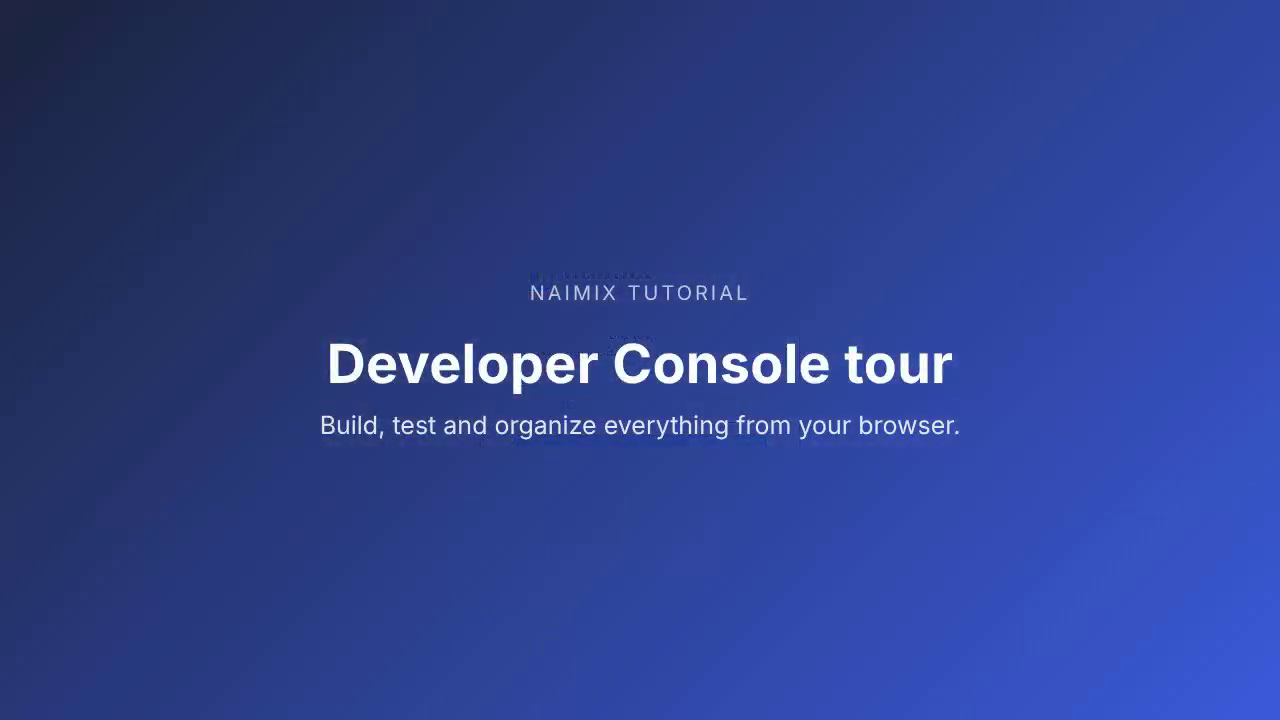 NAIMIX TUTORIAL
Developer Console tour
Build, test and organize everything from your browser.